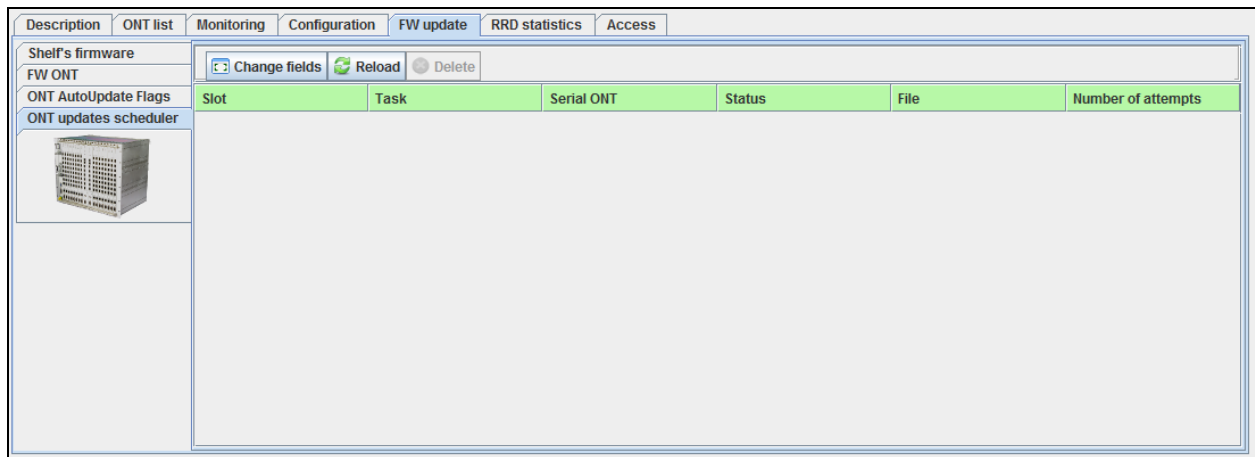 Description ONT list Monitoring Configuration FW update RRD statistics Access
Shelf's firmware
FW ONT
ONT AutoUpdate Flags
ONT updates scheduler
Change fields Reload Delete
Slot Task Serial ONT Status File Number of attempts